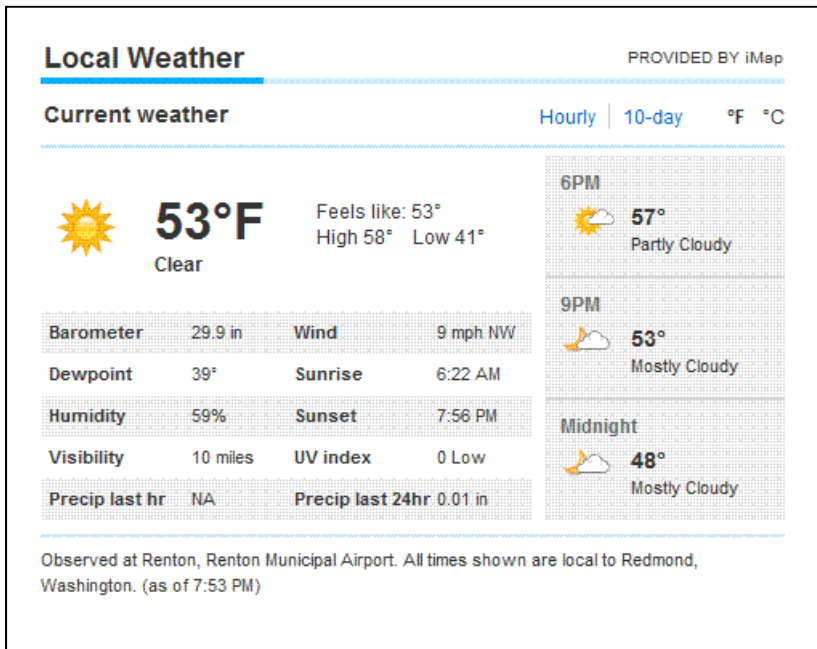 Local Weather
PROVIDED BY iMap
Current weather
Hourly 10-day °F °C
53°F
Clear
Feels like: 53°
High 58° Low 41°
Barometer 29.9 in Wind 9 mph NW
Dewpoint 39° Sunrise 6:22 AM
Humidity 59% Sunset 7:56 PM
Visibility 10 miles UV index 0 Low
Precip last hr NA Precip last 24hr 0.01 in
6PM
57°
Partly Cloudy
9PM
53°
Mostly Cloudy
Midnight
48°
Mostly Cloudy
Observed at Renton, Renton Municipal Airport. All times shown are local to Redmond,
Washington. (as of 7:53 PM)